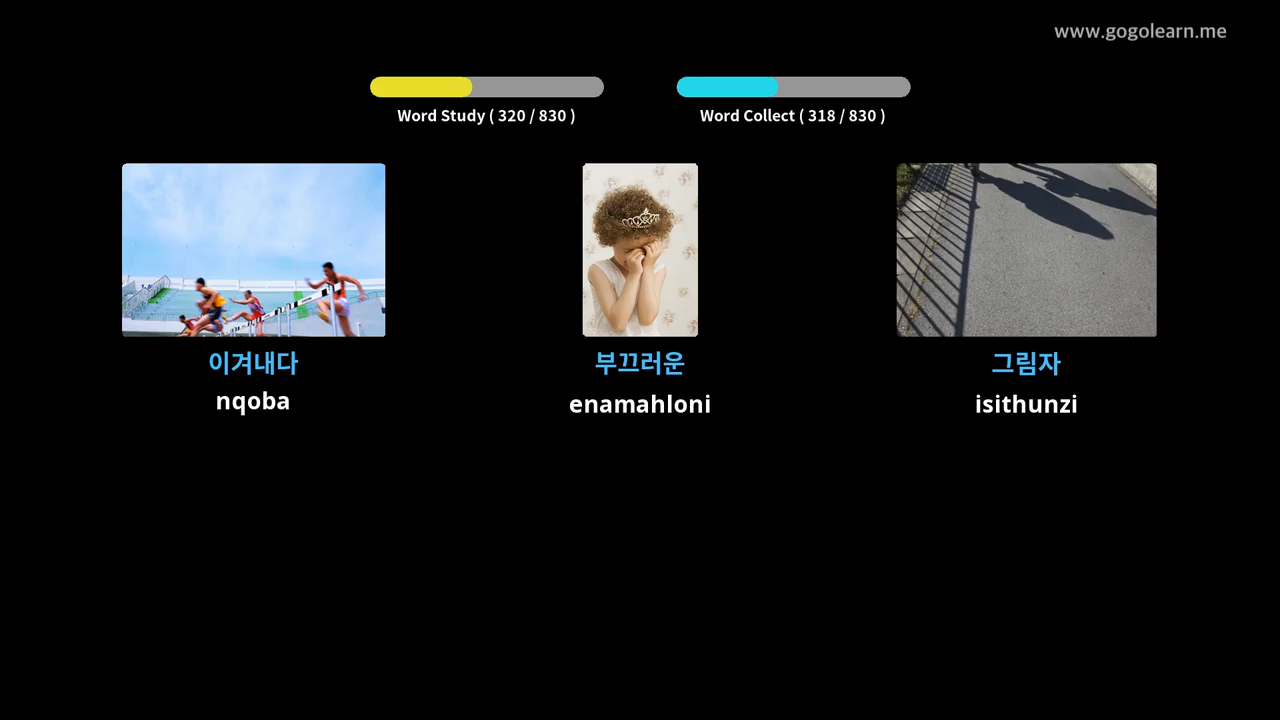 www.gogolearn.me
Word Study ( 320 / 830 )
Word Collect ( 318 / 830 )
이겨내다
부끄러운
그림자
nqoba
enamahloni
isithunzi